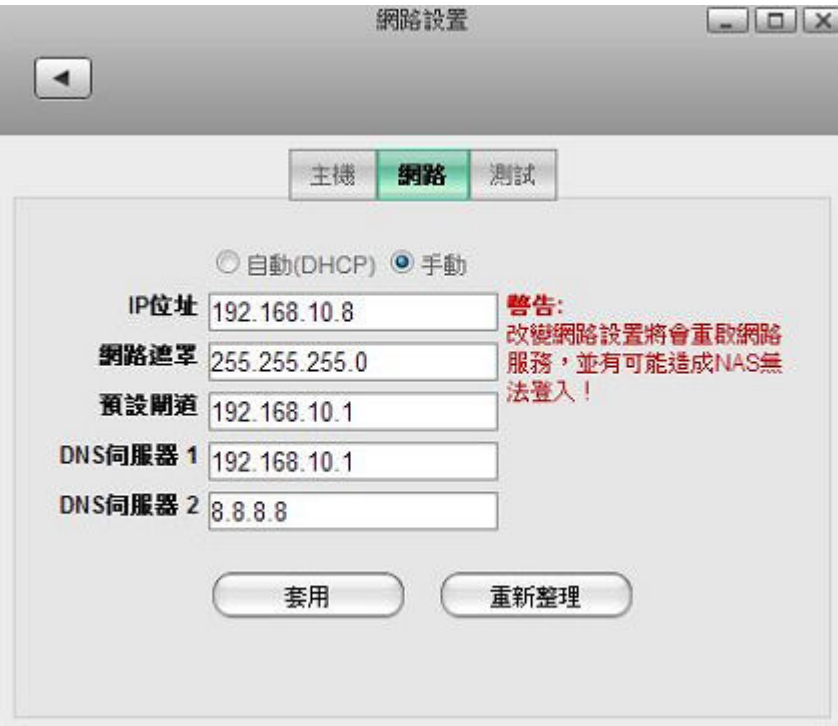 網路設置
主機 網路 測試
自動(DHCP) 手動
IP位址 192.168.10.8
警告:
改變網路設置將會重啟網路
服務，並有可能造成NAS無
法登入！
網路遮罩 255.255.255.0
預設閘道 192.168.10.1
DNS伺服器 1 192.168.10.1
DNS伺服器 2 8.8.8.8
套用 重新整理